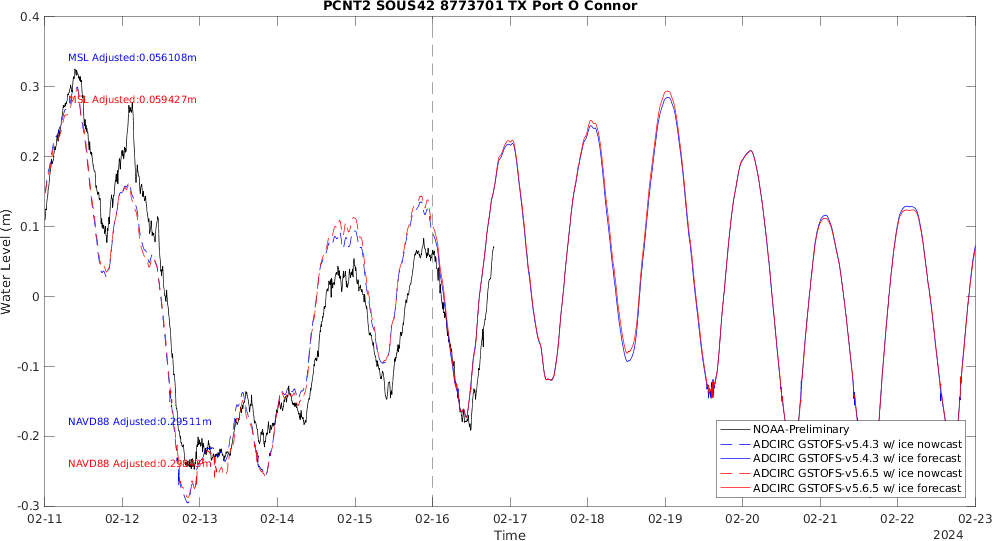 PCNT2 SOUS42 8773701 TX Port O Connor
0.4
0.3
0.2
0.1
0
-0.1
-0.2
-0.3
Water Level (m)
MSL Adjusted:0.056108m
MSL Adjusted:0.059427m
NAVD88 Adjusted:0.29511m
NAVD88 Adjusted:
NOAA-Preliminary
ADCIRC GSTOFS-v5.4.3 w/ ice nowcast
ADCIRC GSTOFS-v5.4.3 w/ ice forecast
ADCIRC GSTOFS-v5.6.5 w/ ice nowcast
ADCIRC GSTOFS-v5.6.5 w/ ice forecast
02-11 02-12 02-13 02-14 02-15 02-16 02-17 02-18 02-19 02-20 02-21 02-22 02-23
Time
2024